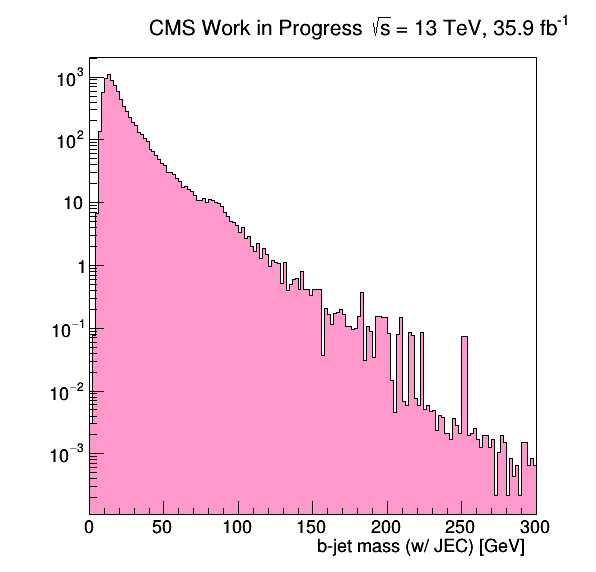 CMS Work in Progress √s = 13 TeV, 35.9 fb⁻¹
10³
10²
10
1
10⁻¹
10⁻²
10⁻³
0 50 100 150 200 250 300
b-jet mass (w/ JEC) [GeV]